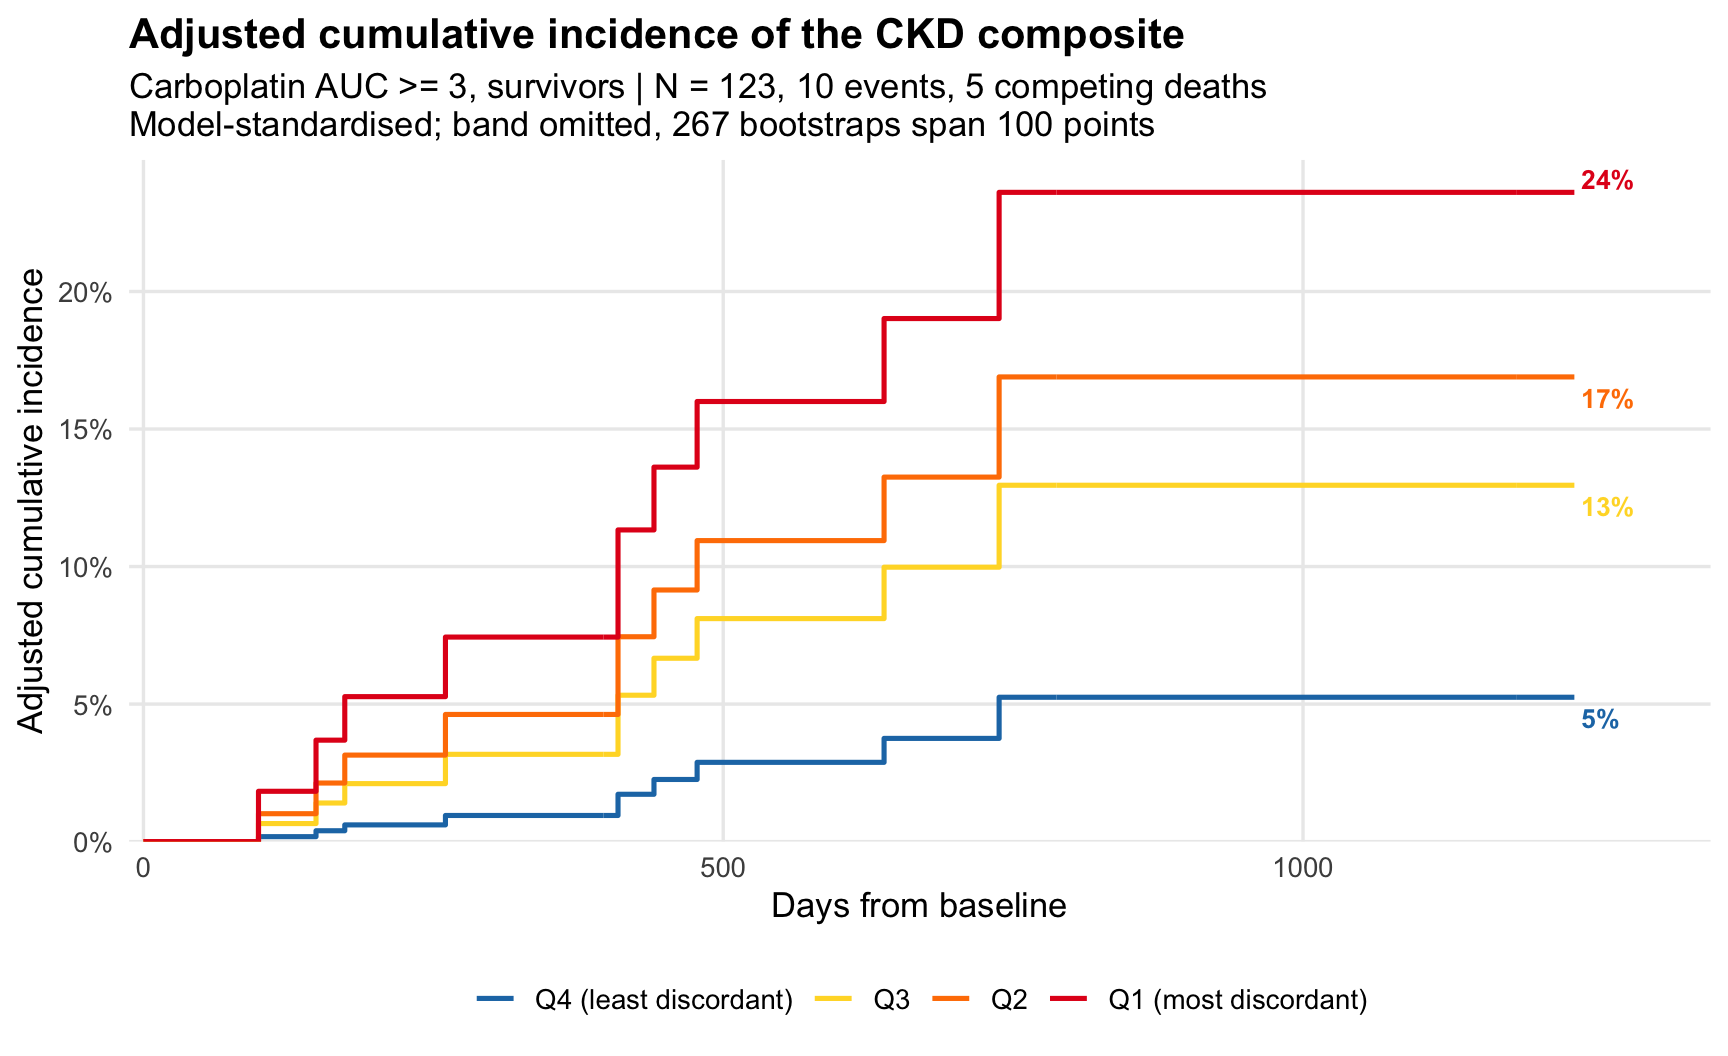 Adjusted cumulative incidence of the CKD composite
Carboplatin AUC >= 3, survivors | N = 123, 10 events, 5 competing deaths
Model-standardised; band omitted, 267 bootstraps span 100 points
Adjusted cumulative incidence
20%
15%
10%
5%
0%
24%
17%
13%
5%
0
500
1000
Days from baseline
Q4 (least discordant)
Q3
Q2
Q1 (most discordant)